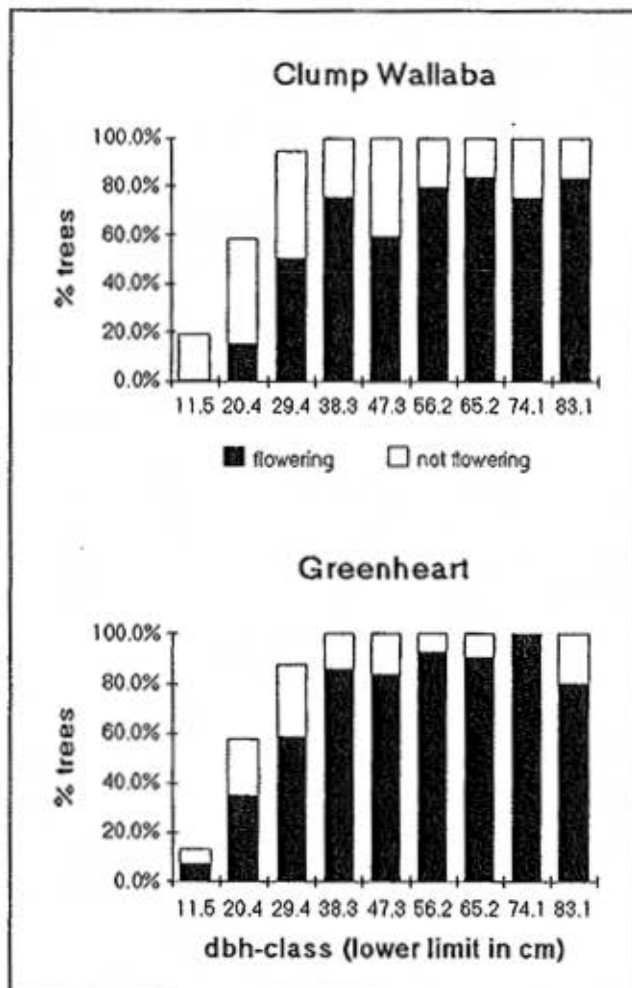 Clump Wallaba
100.0%
80.0%
60.0%
40.0%
20.0%
0.0%
% trees
11.5 20.4 29.4 38.3 47.3 56.2 65.2 74.1 83.1
flowering not flowering
Greenheart
100.0%
80.0%
60.0%
40.0%
20.0%
0.0%
% trees
11.5 20.4 29.4 38.3 47.3 56.2 65.2 74.1 83.1
dbh-class (lower limit in cm)